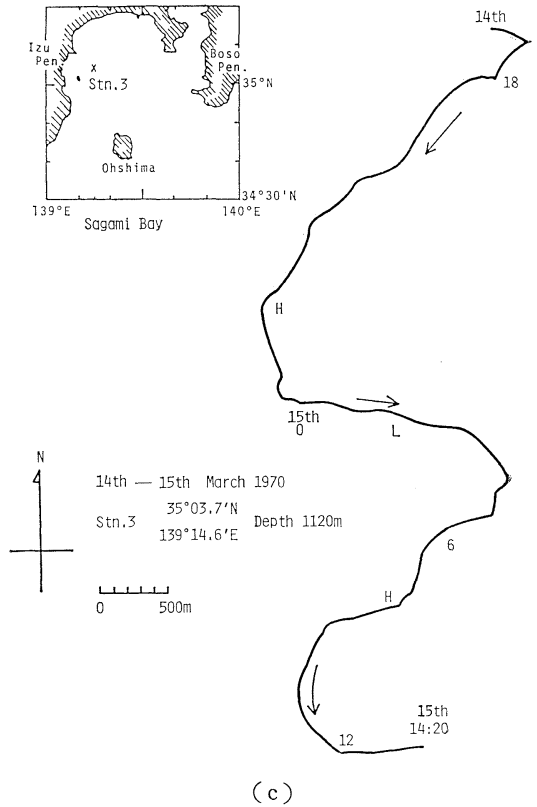 14th
18
Izu
Pen.
x
Stn.3
Boso
Pen.
35°N
Ohshima
34°30'N
139°E
140°E
Sagami Bay
H
15th
0
L
N
14th — 15th March 1970
Stn.3
35°03.7'N
139°14.6'E
Depth 1120m
0
500m
6
H
15th
14:20
12
(c)